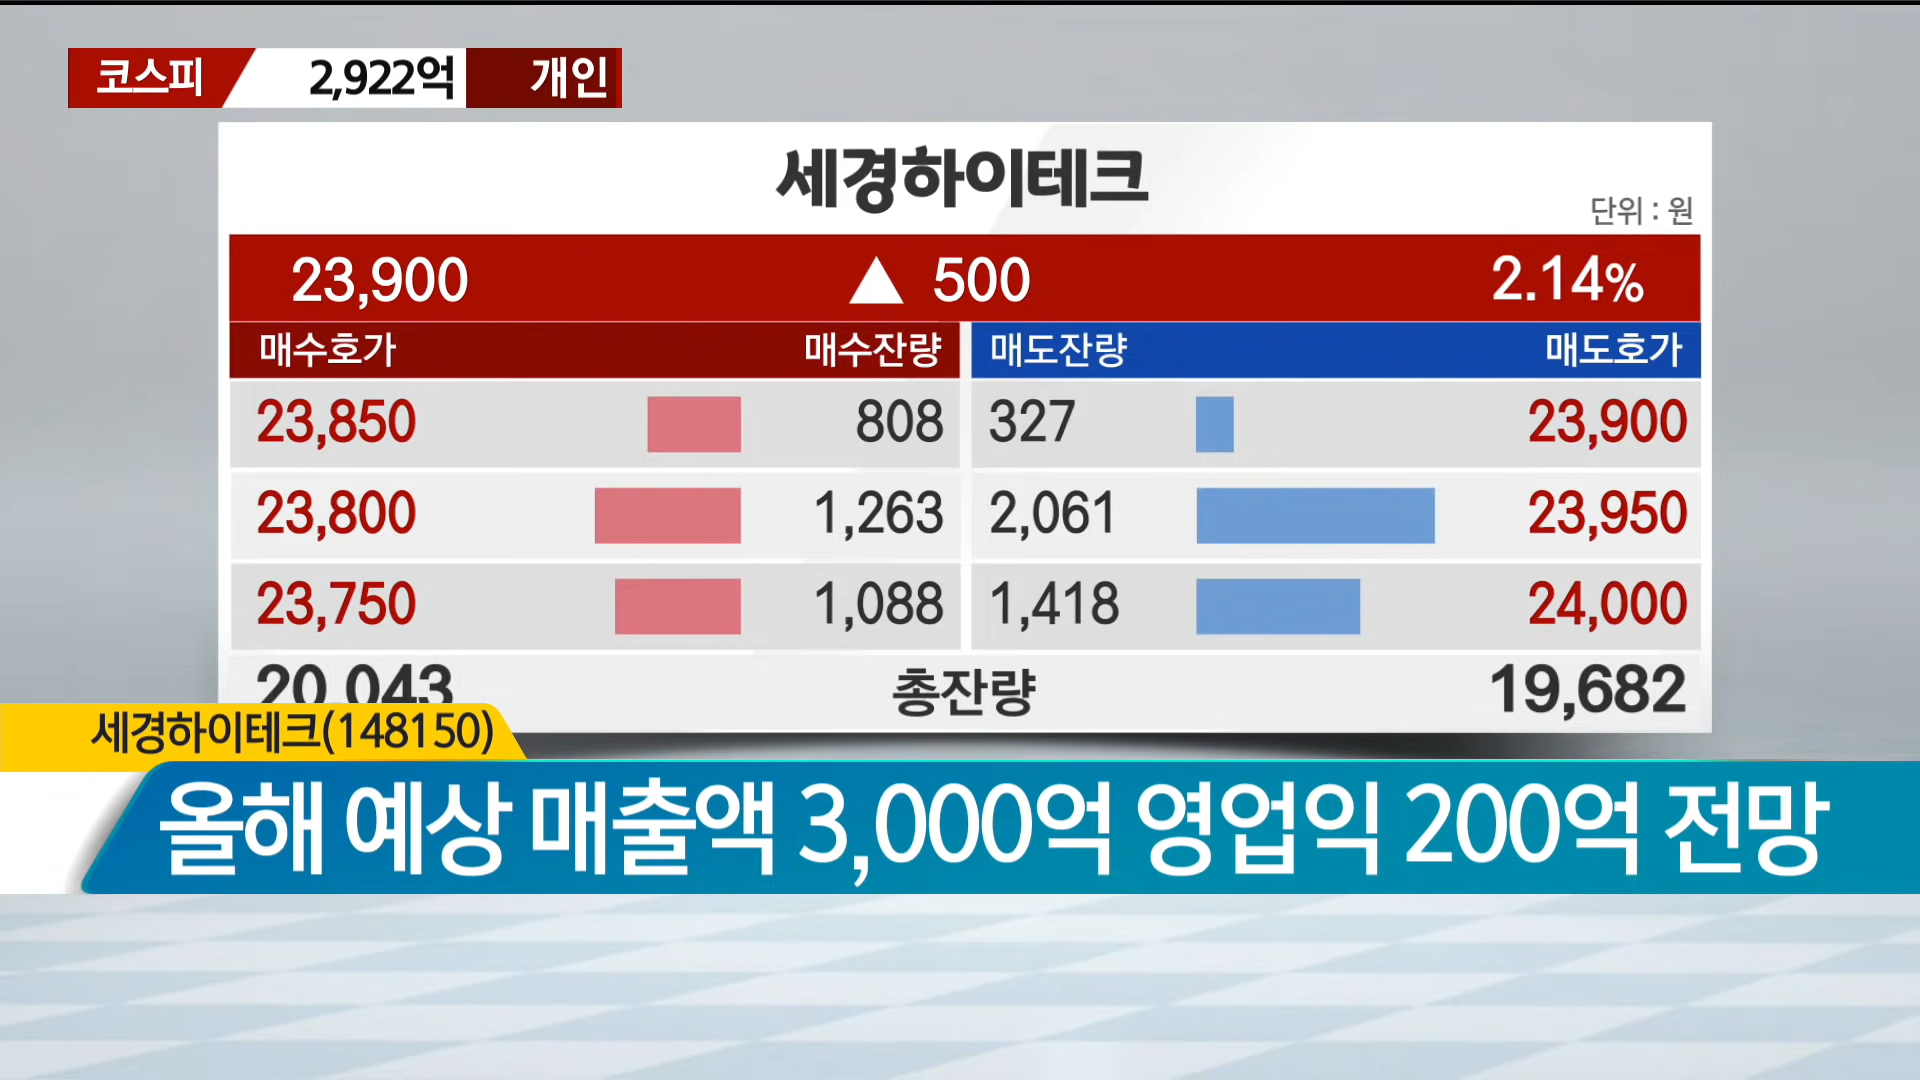 코스피 2,922억 개인
세경하이테크
단위 : 원
23,900 ▲ 500 2.14%
매수호가 매수잔량 매도잔량 매도호가
23,850 808 327 23,900
23,800 1,263 2,061 23,950
23,750 1,088 1,418 24,000
20,043 총잔량 19,682
세경하이테크(148150)
올해 예상 매출액 3,000억 영업익 200억 전망